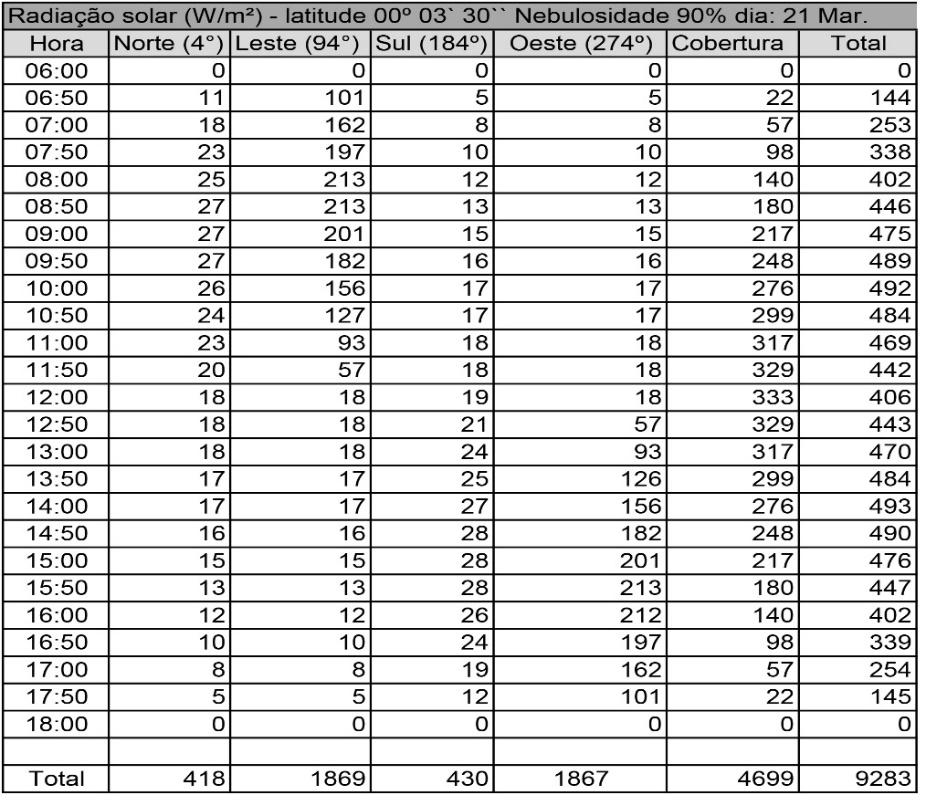 Radiação solar (W/m²) - latitude 00º 03` 30`` Nebulosidade 90% dia: 21 Mar.
Hora Norte (4°) Leste (94°) Sul (184º) Oeste (274º) Cobertura Total
06:00 0 0 0 0 0 0
06:50 11 101 5 5 22 144
07:00 18 162 8 8 57 253
07:50 23 197 10 10 98 338
08:00 25 213 12 12 140 402
08:50 27 213 13 13 180 446
09:00 27 201 15 15 217 475
09:50 27 182 16 16 248 489
10:00 26 156 17 17 276 492
10:50 24 127 17 17 299 484
11:00 23 93 18 18 317 469
11:50 20 57 18 18 329 442
12:00 18 18 19 18 333 406
12:50 18 18 21 57 329 443
13:00 18 18 24 93 317 470
13:50 17 17 25 126 299 484
14:00 17 17 27 156 276 493
14:50 16 16 28 182 248 490
15:00 15 15 28 201 217 476
15:50 13 13 28 213 180 447
16:00 12 12 26 212 140 402
16:50 10 10 24 197 98 339
17:00 8 8 19 162 57 254
17:50 5 5 12 101 22 145
18:00 0 0 0 0 0 0
Total 418 1869 430 1867 4699 9283